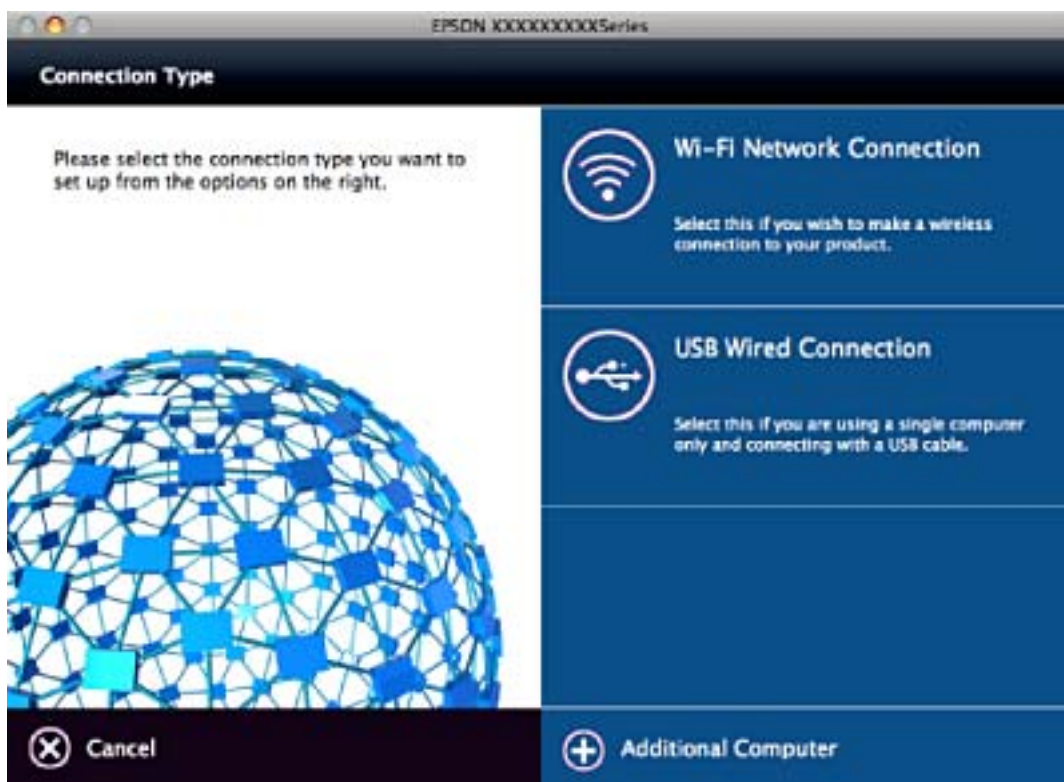 EPSON XXXXXXXXXSeries
Connection Type
Please select the connection type you want to
set up from the options on the right.
Wi-Fi Network Connection
Select this if you wish to make a wireless
connection to your product.
USB Wired Connection
Select this if you are using a single computer
only and connecting with a USB cable.
Cancel
Additional Computer